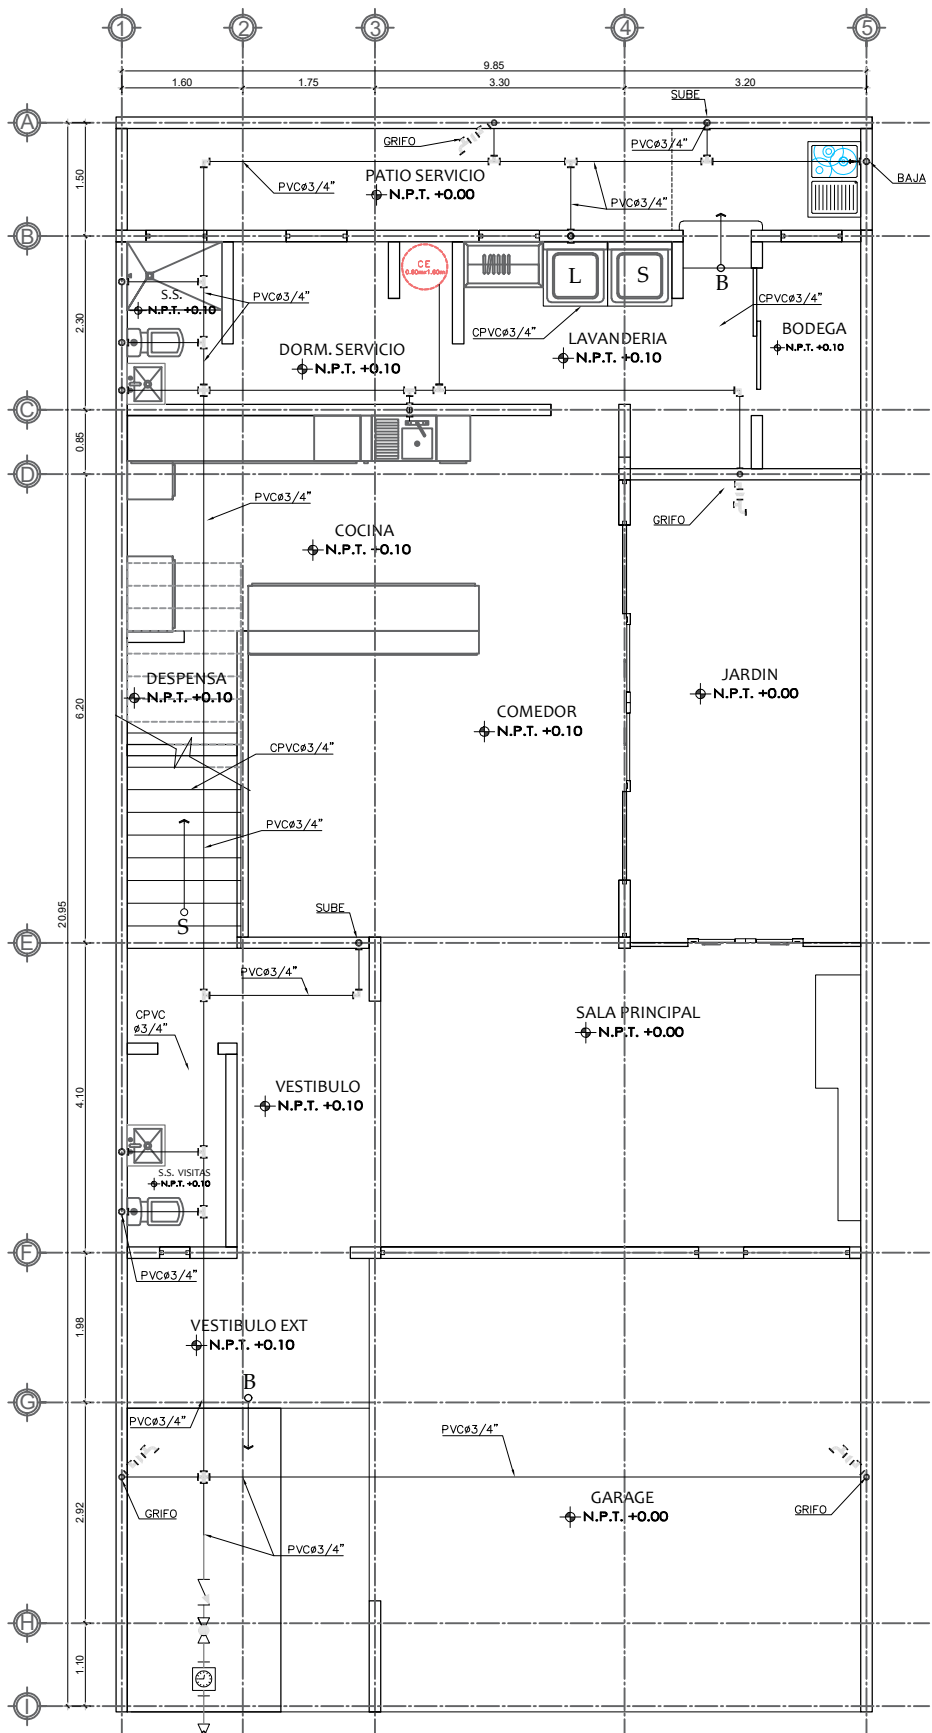 1
2
3
4
5
9.85
1.60
1.75
3.30
3.20
SUBE
A
GRIFO
PVCø3/4"
1.50
PATIO SERVICIO
N.P.T. +0.00
PVCø3/4"
PVCø3/4"
BAJA
B
CE
0.60mx1.60m
L
S
B
S.S.
N.P.T. +0.10
PVCø3/4"
CPVCø3/4"
2.30
CPVCø3/4"
LAVANDERIA
N.P.T. +0.10
BODEGA
N.P.T. +0.10
DORM. SERVICIO
N.P.T. +0.10
C
0.85
D
PVCø3/4"
GRIFO
COCINA
N.P.T. +0.10
DESPENSA
N.P.T. +0.10
JARDIN
N.P.T. +0.00
6.20
COMEDOR
N.P.T. +0.10
CPVCø3/4"
PVCø3/4"
20.95
SUBE
S
E
PVCø3/4"
CPVC
ø3/4"
SALA PRINCIPAL
N.P.T. +0.00
4.10
VESTIBULO
N.P.T. +0.10
S.S. VISITAS
N.P.T. +0.10
F
PVCø3/4"
1.98
VESTIBULO EXT
N.P.T. +0.10
B
G
PVCø3/4"
PVCø3/4"
2.92
GRIFO
GARAGE
N.P.T. +0.00
GRIFO
PVCø3/4"
H
1.10
I